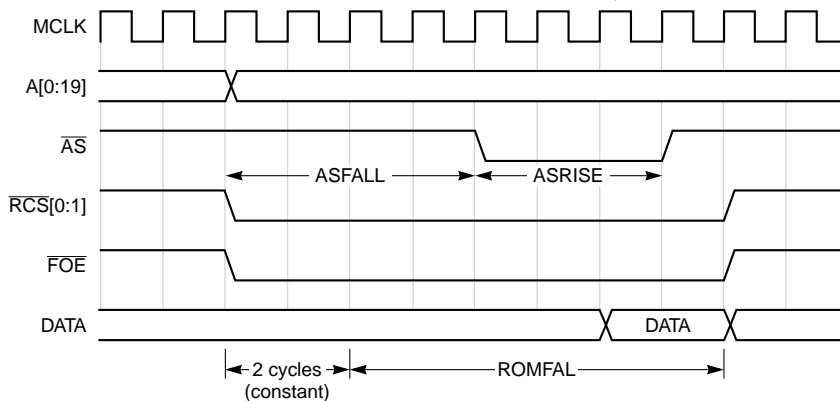 MCLK
A[0:19]
AS
ASFALL
ASRISE
RCS[0:1]
FOE
DATA
DATA
2 cycles
(constant)
ROMFAL